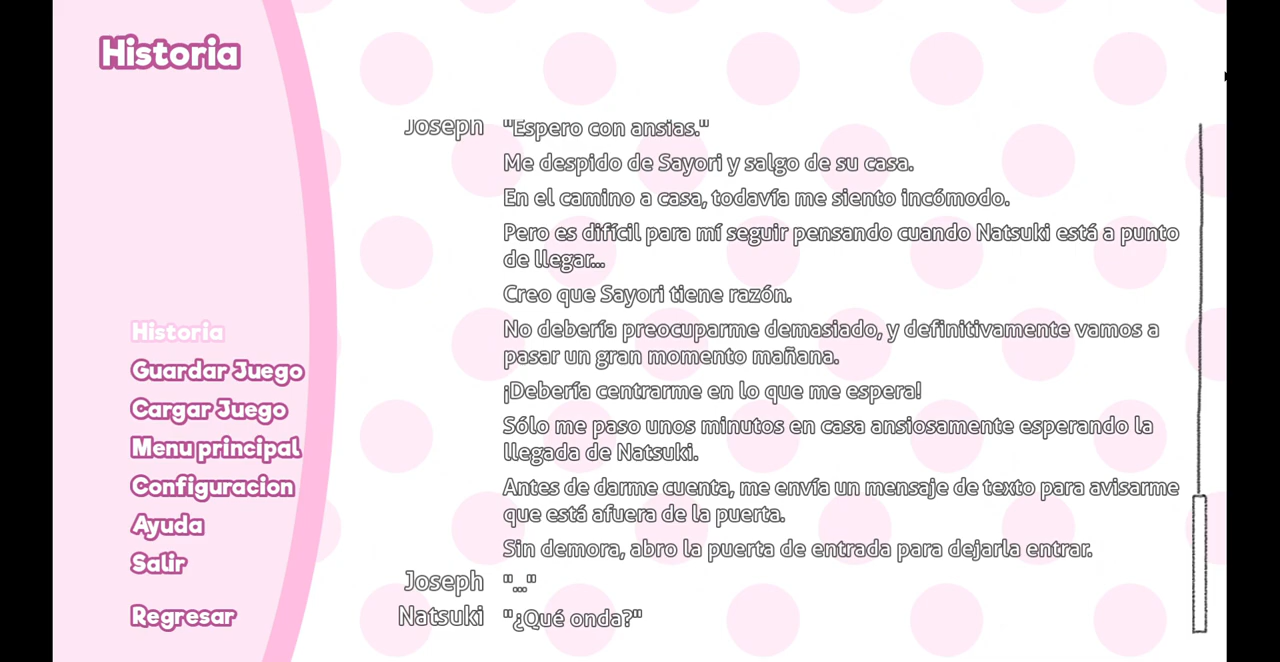 Historia
Joseph "Espero con ansias."
Me despido de Sayori y salgo de su casa.
En el camino a casa, todavía me siento incómodo.
Pero es difícil para mí seguir pensando cuando Natsuki está a punto
de llegar...
Creo que Sayori tiene razón.
No debería preocuparme demasiado, y definitivamente vamos a
pasar un gran momento mañana.
¡Debería centrarme en lo que me espera!
Sólo me paso unos minutos en casa ansiosamente esperando la
llegada de Natsuki.
Antes de darme cuenta, me envía un mensaje de texto para avisarme
que está afuera de la puerta.
Sin demora, abro la puerta de entrada para dejarla entrar.
Joseph "..."
Natsuki "¿Qué onda?"
Historia
Guardar Juego
Cargar Juego
Menu principal
Configuracion
Ayuda
Salir
Regresar